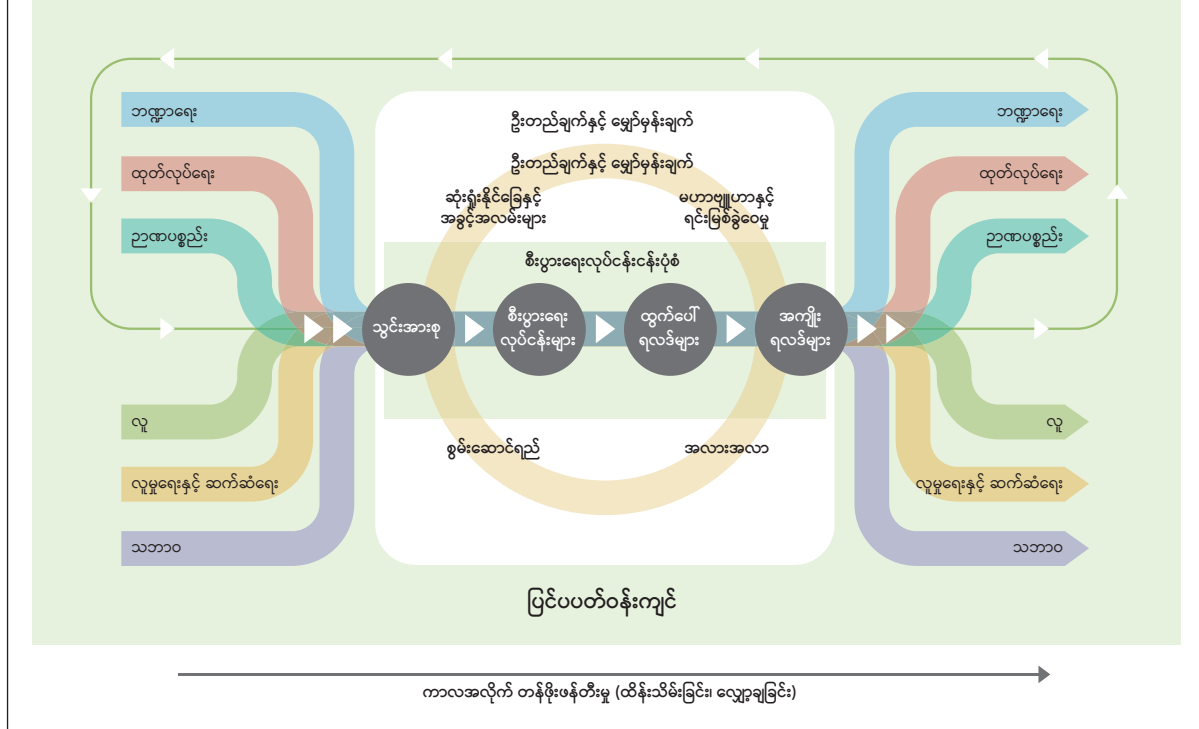 ဘဏ္ဍာရေး
ထုတ်လုပ်ရေး
ဉာဏပစ္စည်း
လူ
လူမှုရေးနှင့် ဆက်ဆံရေး
သဘာဝ
ဦးတည်ချက်နှင့် မျှော်မှန်းချက်
ဦးတည်ချက်နှင့် မျှော်မှန်းချက်
ဆုံးရှုံးနိုင်ခြေနှင့်
အခွင့်အလမ်းများ
မဟာဗျူဟာနှင့်
ရင်းမြစ်ခွဲဝေမှု
စီးပွားရေးလုပ်ငန်းငန်းပုံစံ
သွင်းအားစု
စီးပွားရေး
လုပ်ငန်းများ
ထွက်ပေါ်
ရလဒ်များ
အကျိုး
ရလဒ်များ
စွမ်းဆောင်ရည်
အလားအလာ
ဘဏ္ဍာရေး
ထုတ်လုပ်ရေး
ဉာဏပစ္စည်း
လူ
လူမှုရေးနှင့် ဆက်ဆံရေး
သဘာဝ
ပြင်ပပတ်ဝန်းကျင်
ကာလအလိုက် တန်ဖိုးဖန်တီးမှု (ထိန်းသိမ်းခြင်း၊ လျှော့ချခြင်း)